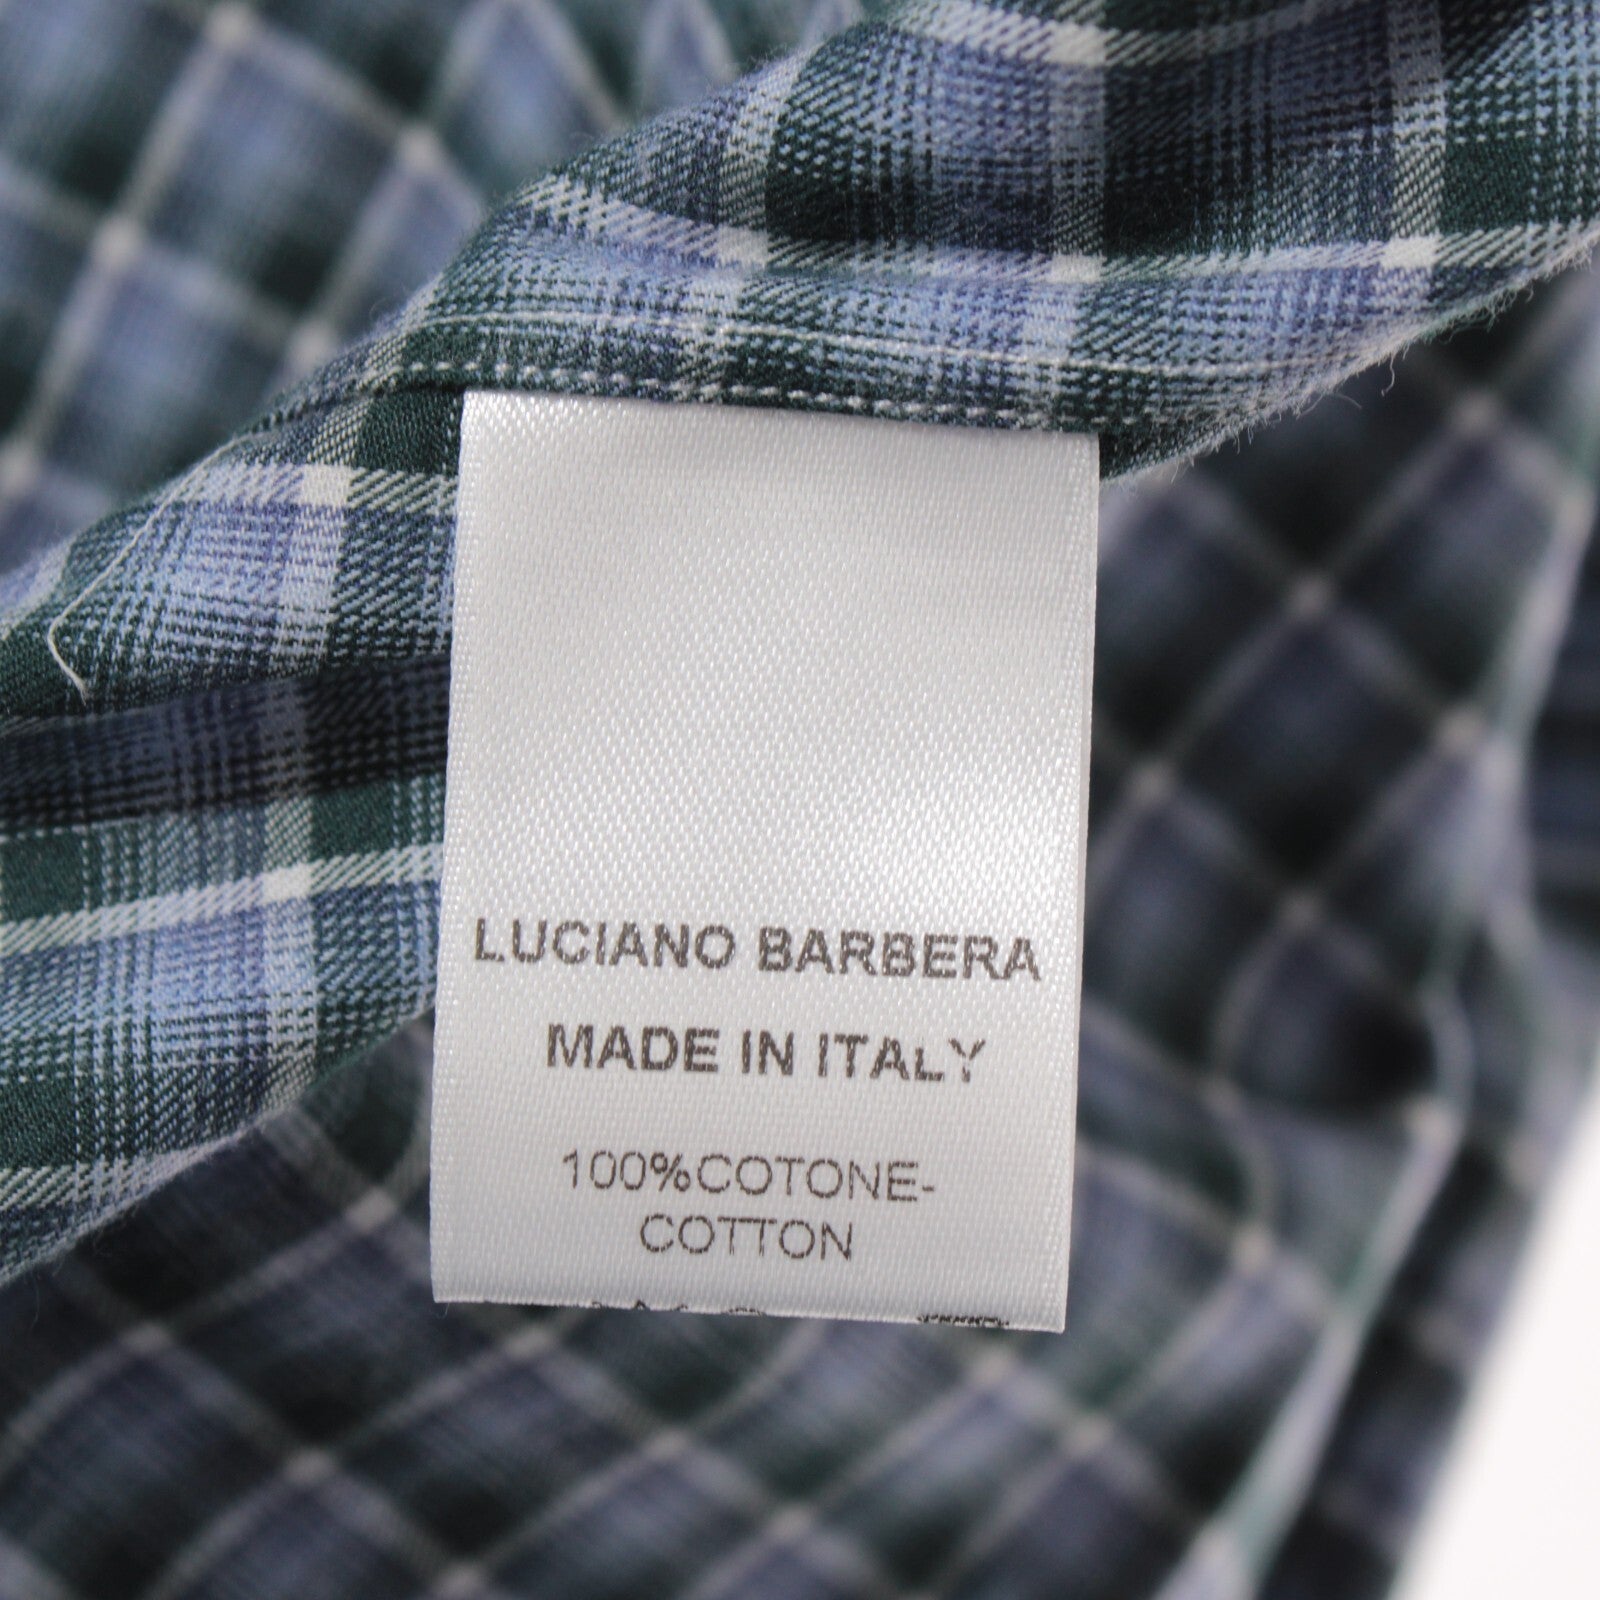 LUCIANO BARBERA
MADE IN ITALY
100%COTONE-
COTTON